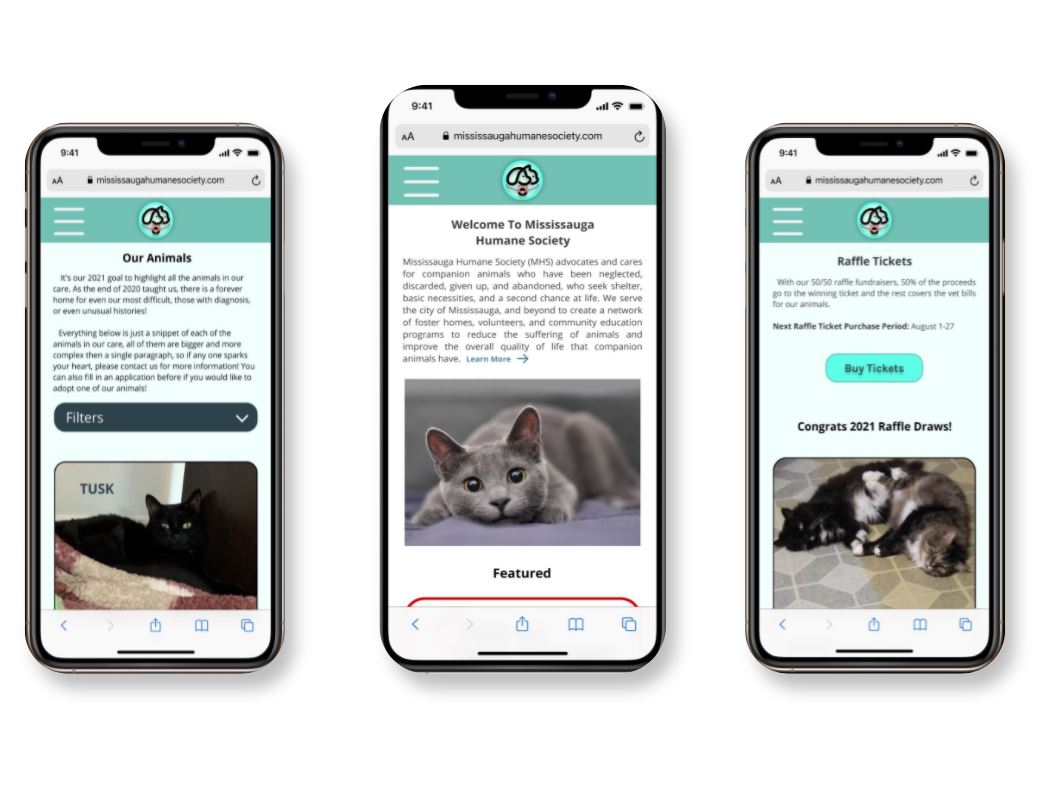 9:41
AA mississaugahumanesociety.com
Our Animals
It's our 2021 goal to highlight all the animals in our
care. As the end of 2020 taught us, there is a forever
home for even our most difficult, those with diagnosis,
or even unusual histories!
Everything below is just a snippet of each of the
animals in our care, all of them are bigger and more
complex then a single paragraph, so if any one sparks
your heart, please contact us for more information! You
can also fill in an application before if you would like to
adopt one of our animals!
Filters
TUSK
9:41
AA mississaugahumanesociety.com
Welcome To Mississauga
Humane Society
Mississauga Humane Society (MHS) advocates and cares
for companion animals who have been neglected,
discarded, given up, and abandoned, who seek shelter,
basic necessities, and a second chance at life. We serve
the city of Mississauga, and beyond to create a network
of foster homes, volunteers, and community education
programs to reduce the suffering of animals and
improve the overall quality of life that companion
animals have. Learn More
Featured
9:41
AA mississaugahumanesociety.com
Raffle Tickets
With our 50/50 raffle fundraisers, 50% of the proceeds
go to the winning ticket and the rest covers the vet bills
for our animals.
Next Raffle Ticket Purchase Period: August 1-27
Buy Tickets
Congrats 2021 Raffle Draws!